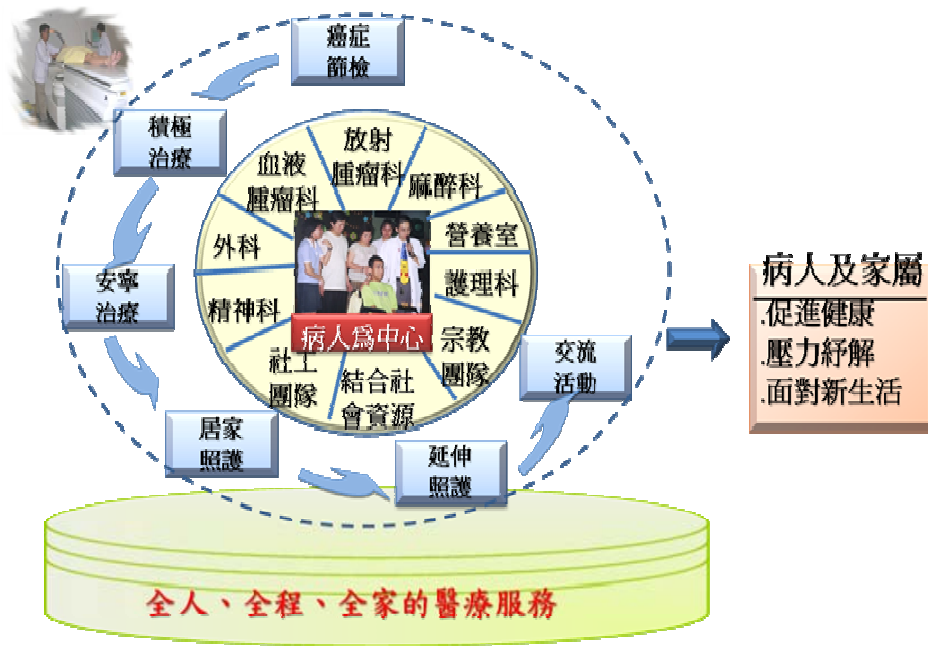 癌症
篩檢
積極
治療
安寧
治療
居家
照護
延伸
照護
交流
活動
放射
腫瘤科
麻醉科
營養室
護理科
宗教
團隊
結合社
會資源
社工
團隊
精神科
外科
血液
腫瘤科
病人爲中心
病人及家屬
.促進健康
.壓力紓解
.面對新生活
全人、全程、全家的醫療服務